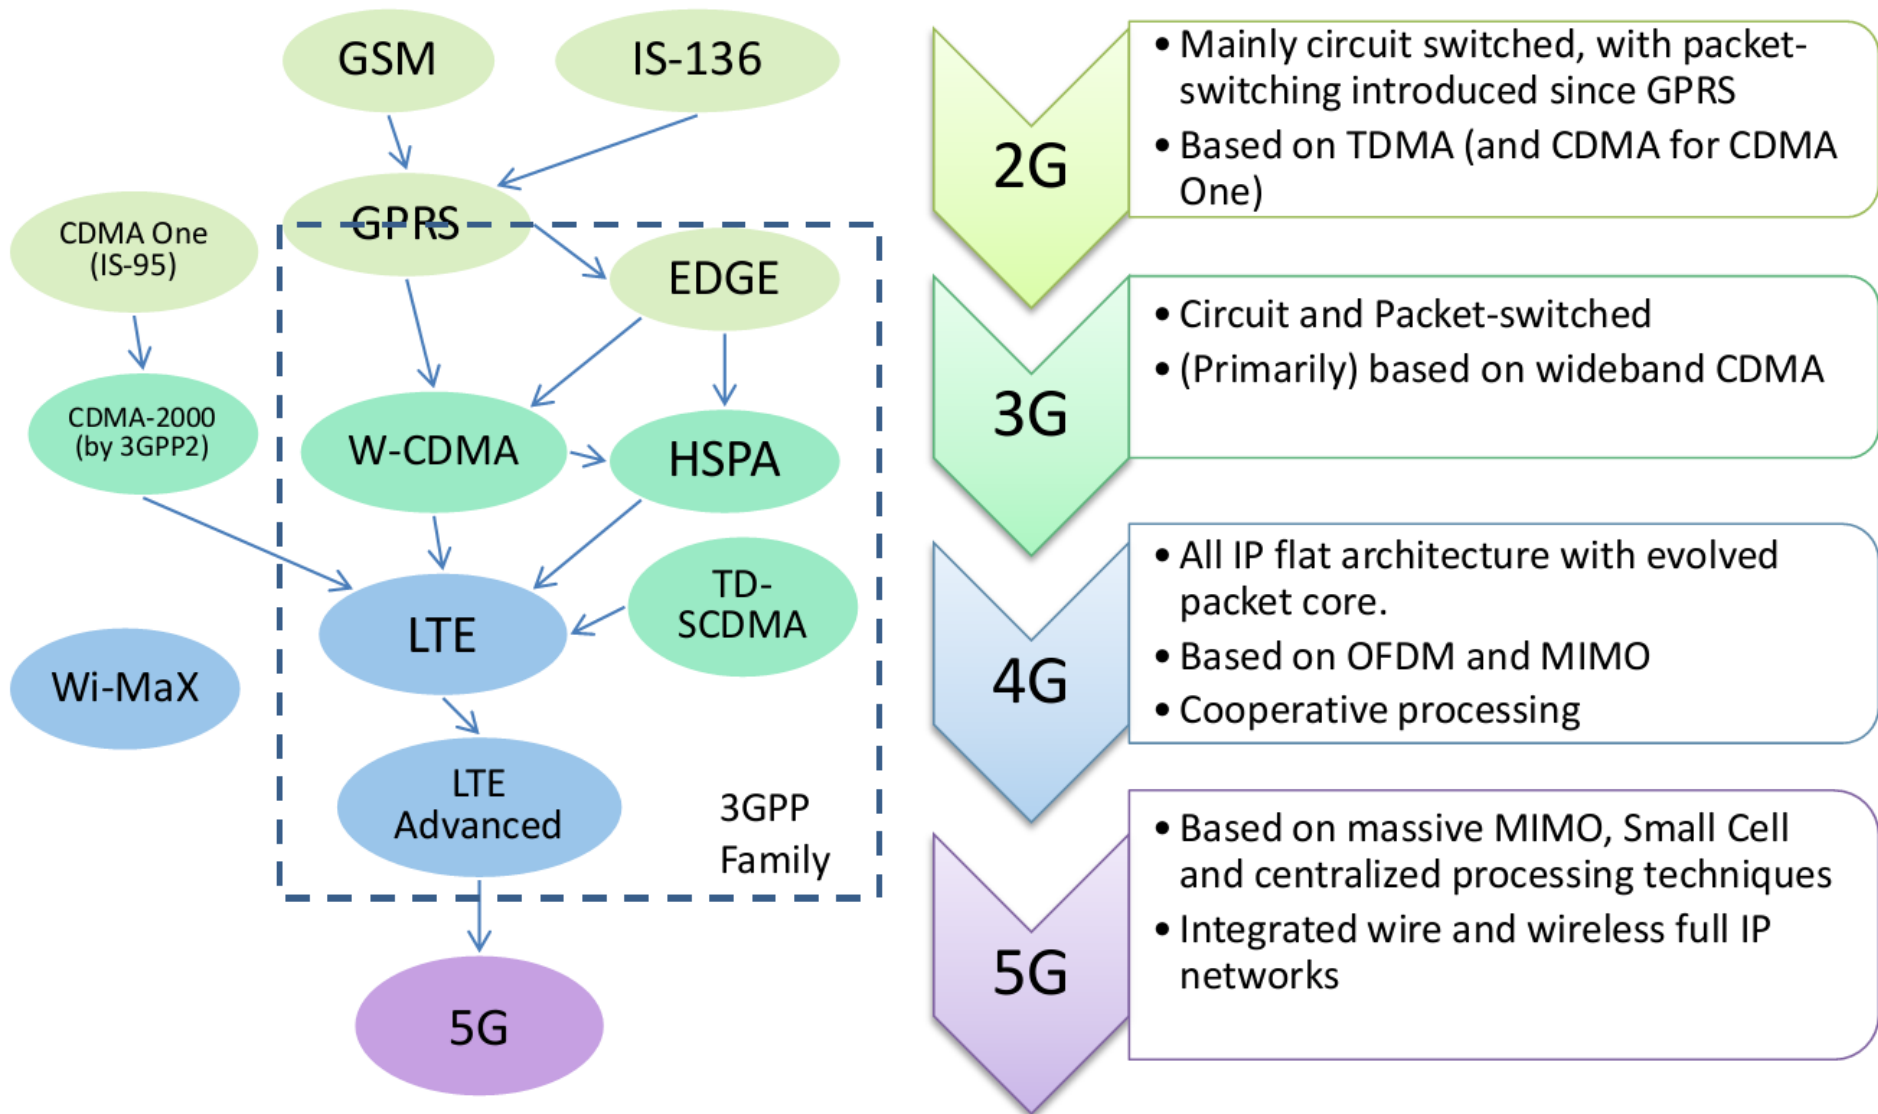 GSM
IS-136
GPRS
CDMA One
(IS-95)
EDGE
CDMA-2000
(by 3GPP2)
W-CDMA
HSPA
TD-
SCDMA
LTE
Wi-MaX
LTE
Advanced
3GPP
Family
5G
2G
• Mainly circuit switched, with packet-
switching introduced since GPRS
• Based on TDMA (and CDMA for CDMA
One)
3G
• Circuit and Packet-switched
• (Primarily) based on wideband CDMA
4G
• All IP flat architecture with evolved
packet core.
• Based on OFDM and MIMO
• Cooperative processing
5G
• Based on massive MIMO, Small Cell
and centralized processing techniques
• Integrated wire and wireless full IP
networks